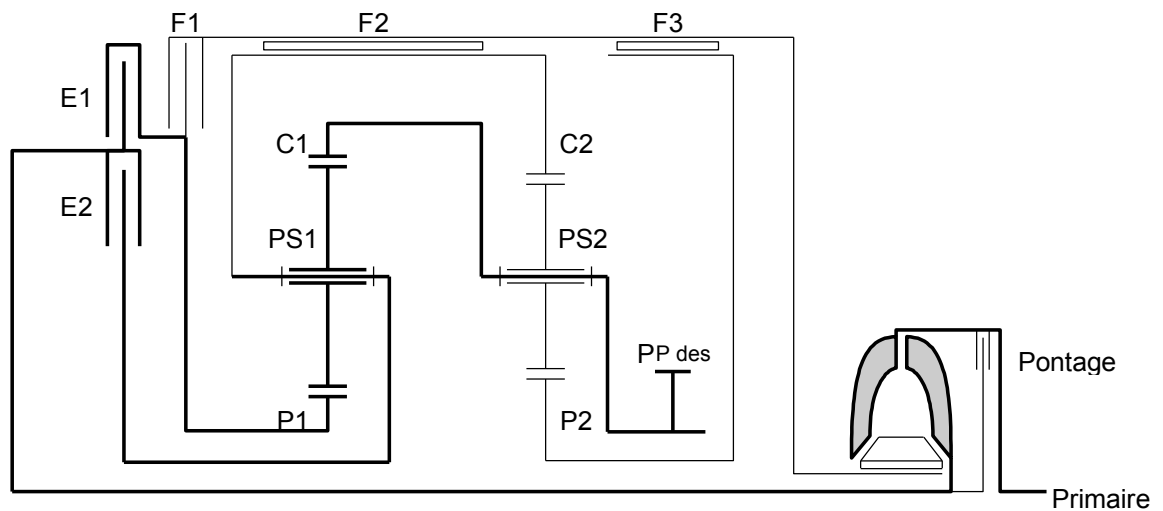 F1
F2
F3
E1
C1
C2
E2
PS1
PS2
PP des
Pontage
P1
P2
Primaire